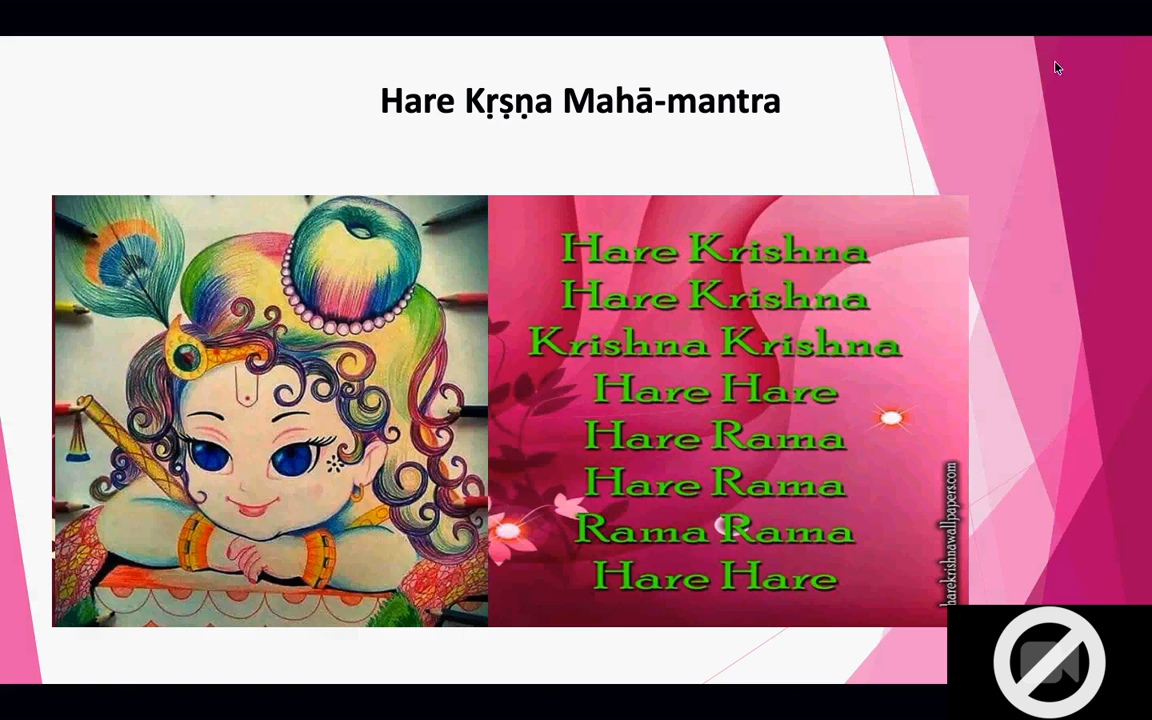 Hare Kṛṣṇa Mahā-mantra
Hare Krishna
Hare Krishna
Krishna Krishna
Hare Hare
Hare Rama
Hare Rama
Rama Rama
Hare Hare
harekrishnawallpapers.com